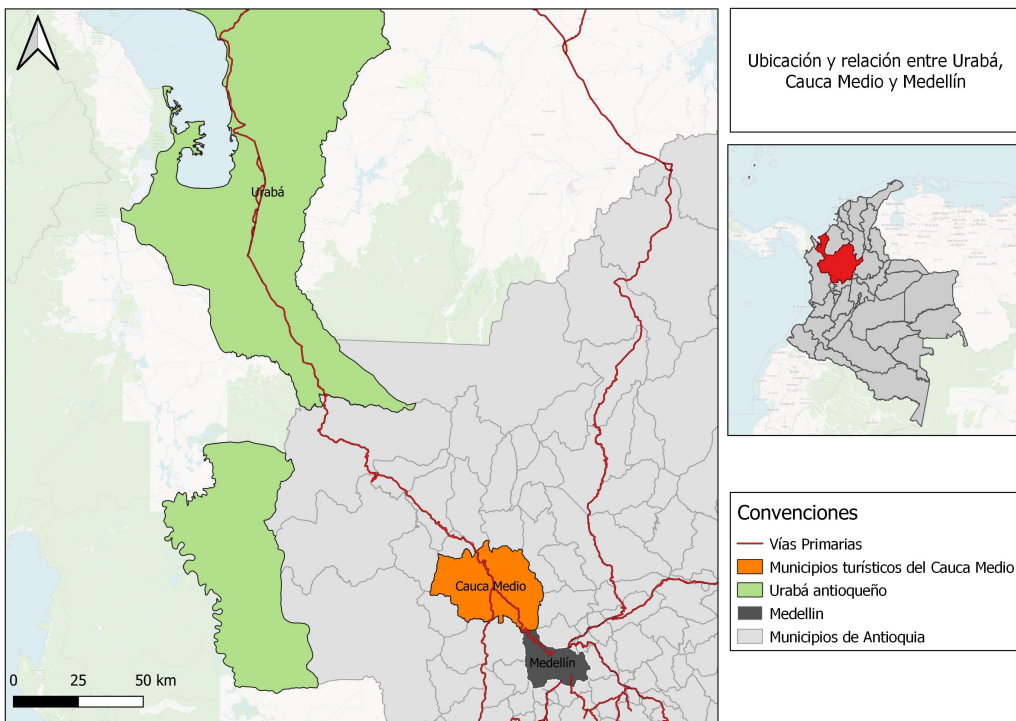 Ubicación y relación entre Urabá,
Cauca Medio y Medellín
Urabá
Cauca Medio
Medellín
0 25 50 km
Convenciones
Vías Primarias
Municipios turísticos del Cauca Medio
Urabá antioqueño
Medellin
Municipios de Antioquia